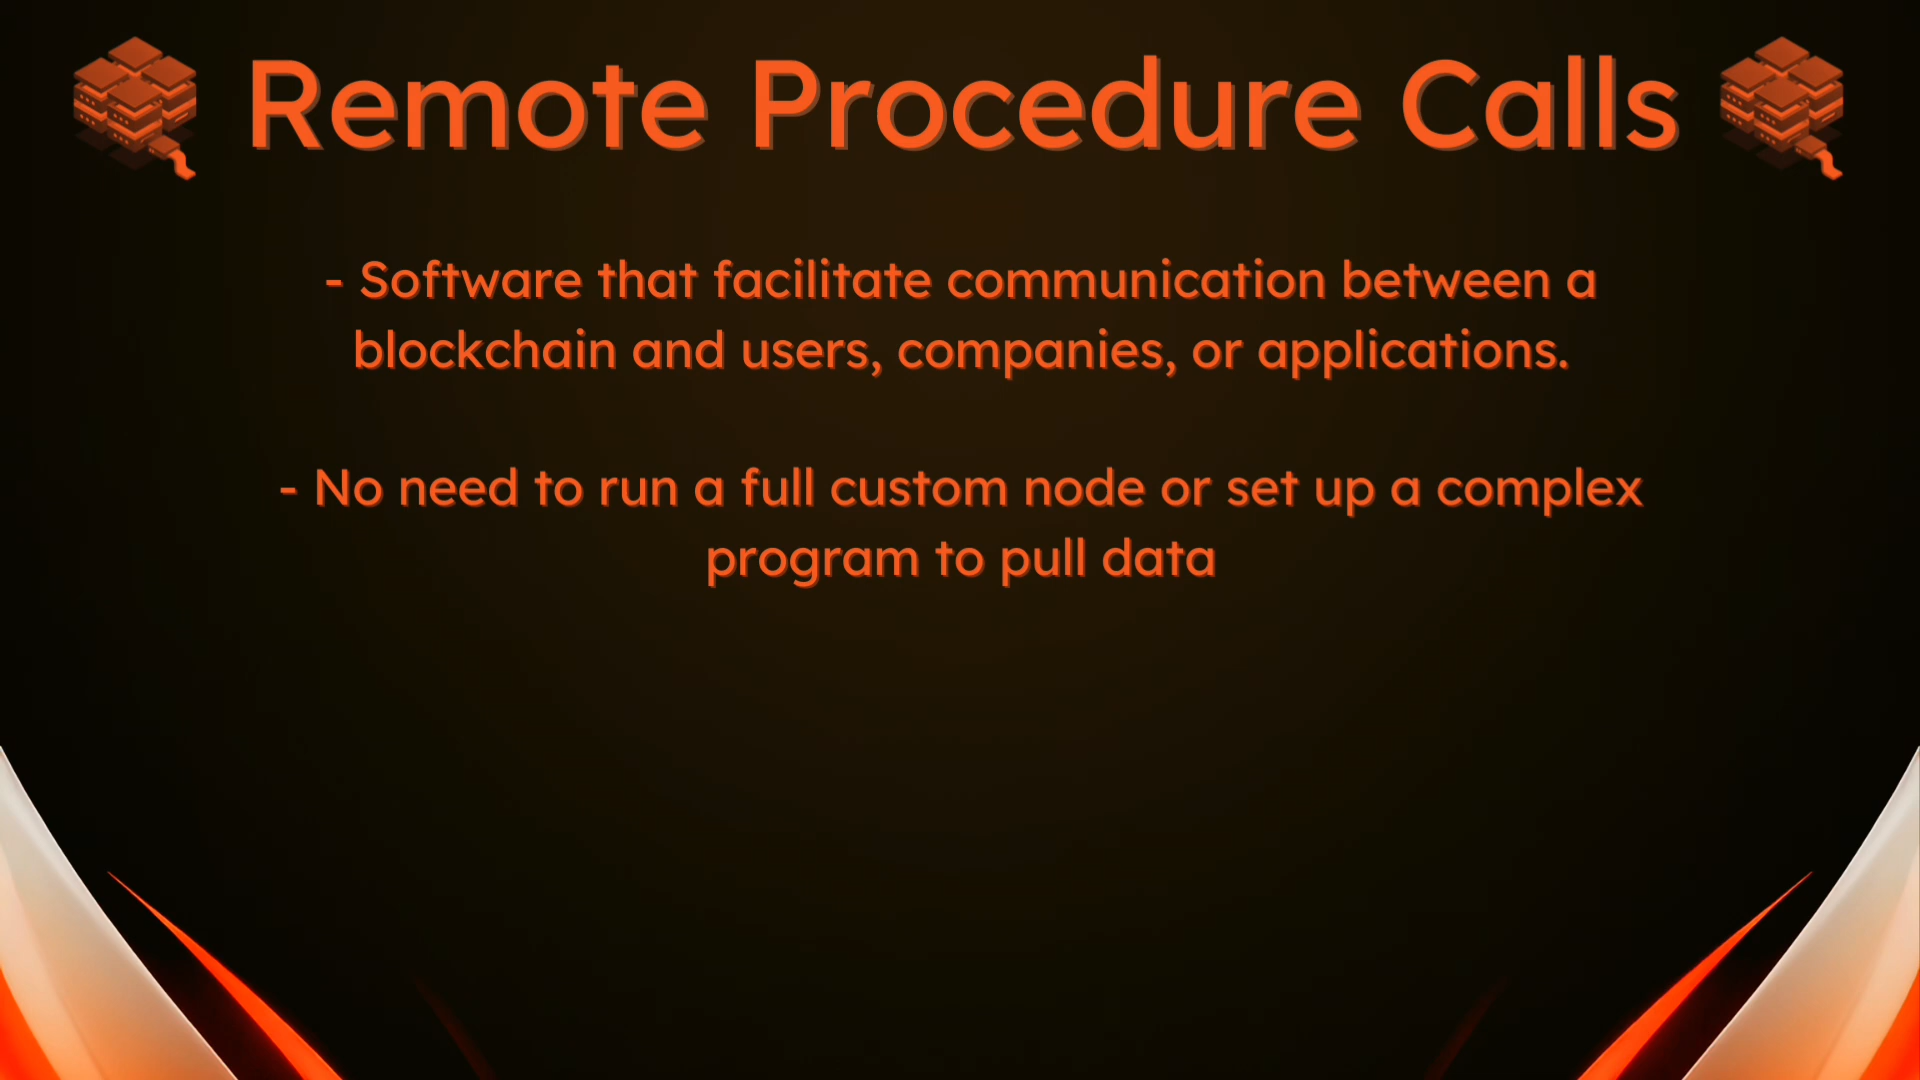 Remote Procedure Calls
- Software that facilitate communication between a
blockchain and users, companies, or applications.
- No need to run a full custom node or set up a complex
program to pull data